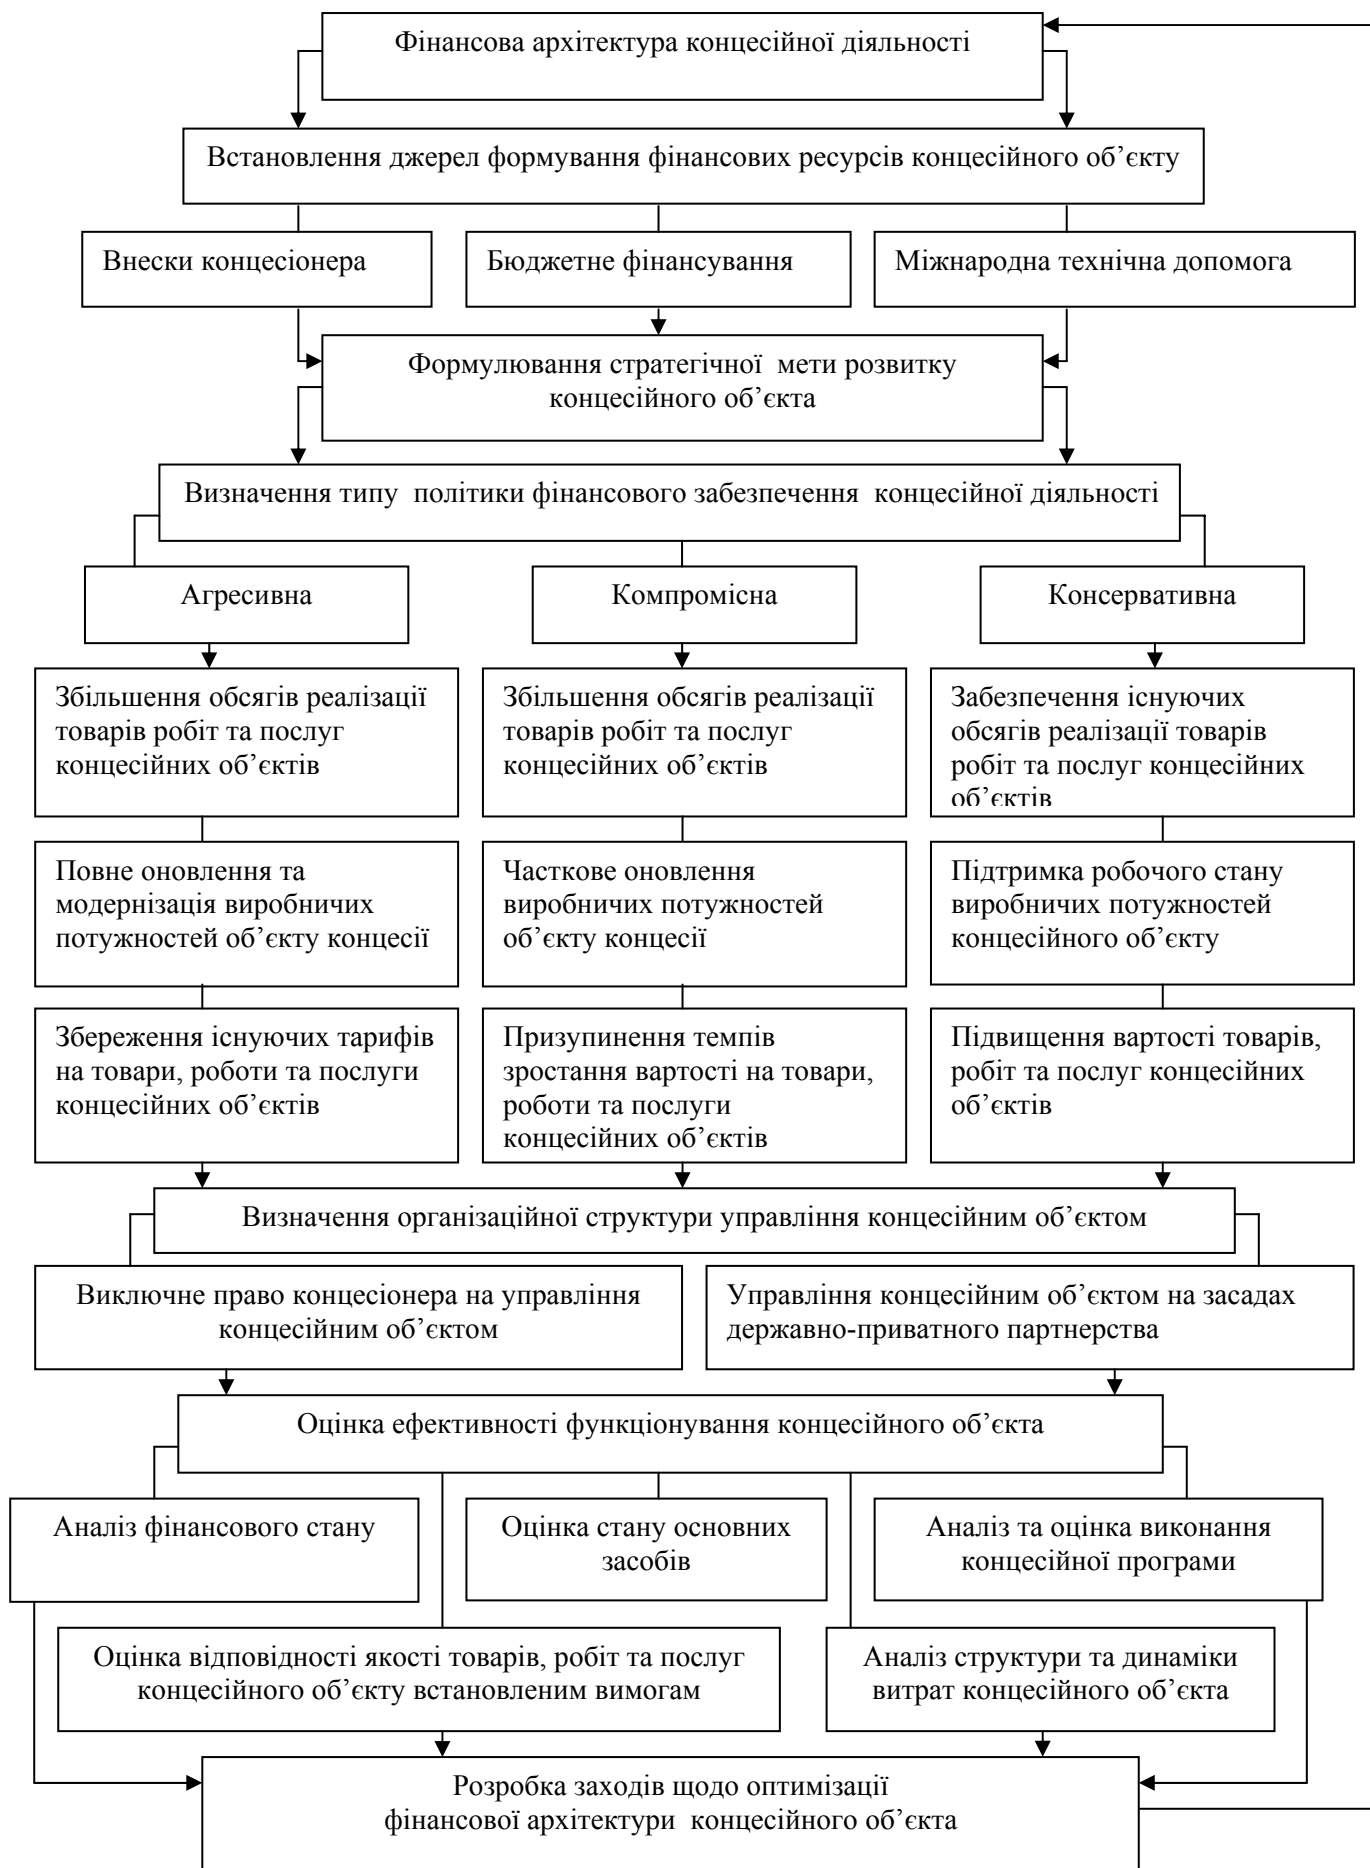 Фінансова архітектура концесійної діяльності
Встановлення джерел формування фінансових ресурсів концесійного об’єкту
Внески концесіонера
Бюджетне фінансування
Міжнародна технічна допомога
Формулювання стратегічної мети розвитку
концесійного об’єкта
Визначення типу політики фінансового забезпечення концесійної діяльності
Агресивна
Компромісна
Консервативна
Збільшення обсягів реалізації
товарів робіт та послуг
концесійних об’єктів
Збільшення обсягів реалізації
товарів робіт та послуг
концесійних об’єктів
Забезпечення існуючих
обсягів реалізації товарів
робіт та послуг концесійних
об’єктів
Повне оновлення та
модернізація виробничих
потужностей об’єкту концесії
Часткове оновлення
виробничих потужностей
об’єкту концесії
Підтримка робочого стану
виробничих потужностей
концесійного об’єкту
Збереження існуючих тарифів
на товари, роботи та послуги
концесійних об’єктів
Призупинення темпів
зростання вартості на товари,
роботи та послуги
концесійних об’єктів
Підвищення вартості товарів,
робіт та послуг концесійних
об’єктів
Визначення організаційної структури управління концесійним об’єктом
Виключне право концесіонера на управління
концесійним об’єктом
Управління концесійним об’єктом на засадах
державно-приватного партнерства
Оцінка ефективності функціонування концесійного об’єкта
Аналіз фінансового стану
Оцінка стану основних
засобів
Аналіз та оцінка виконання
концесійної програми
Оцінка відповідності якості товарів, робіт та послуг
концесійного об’єкту встановленим вимогам
Аналіз структури та динаміки
витрат концесійного об’єкта
Розробка заходів щодо оптимізації
фінансової архітектури концесійного об’єкта